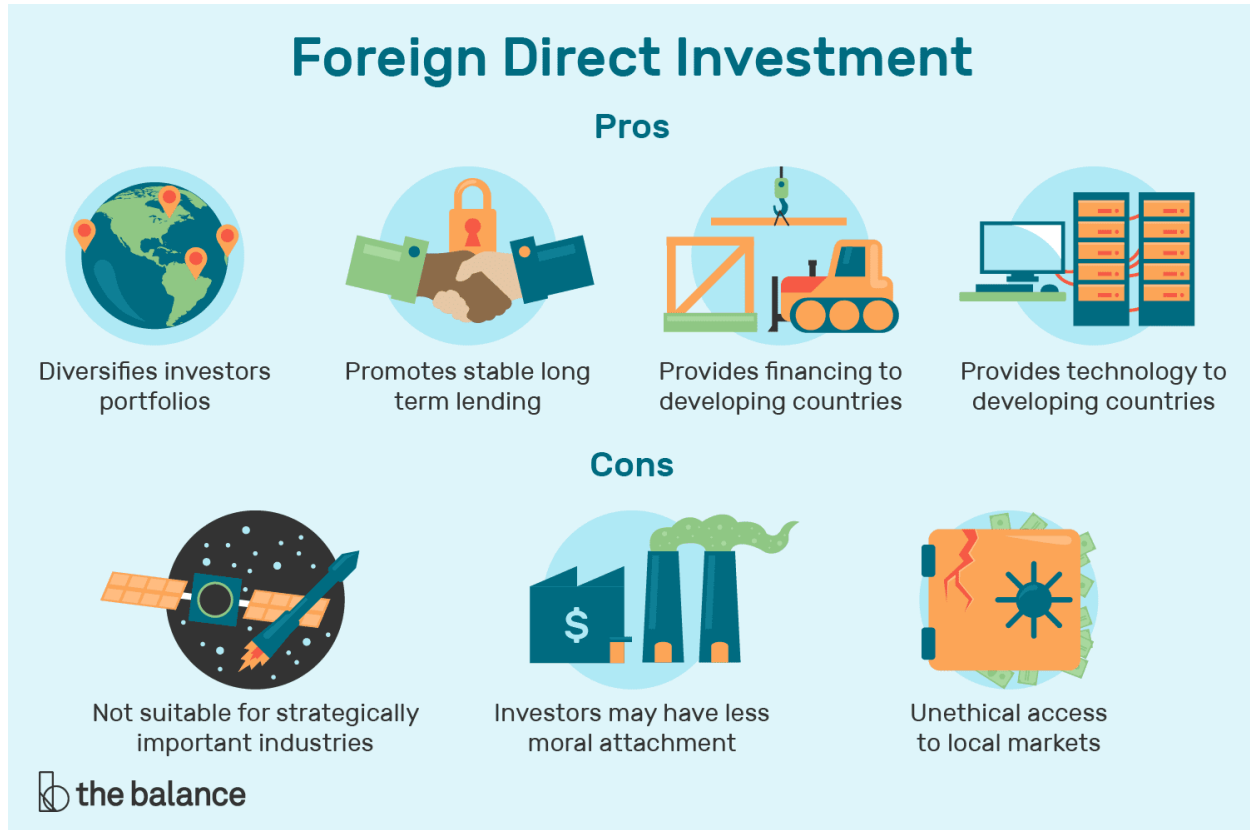 Foreign Direct Investment
Pros
Diversifies investors
portfolios
Promotes stable long
term lending
Provides financing to
developing countries
Provides technology to
developing countries
Cons
$
Not suitable for strategically
important industries
Investors may have less
moral attachment
Unethical access
to local markets
b the balance